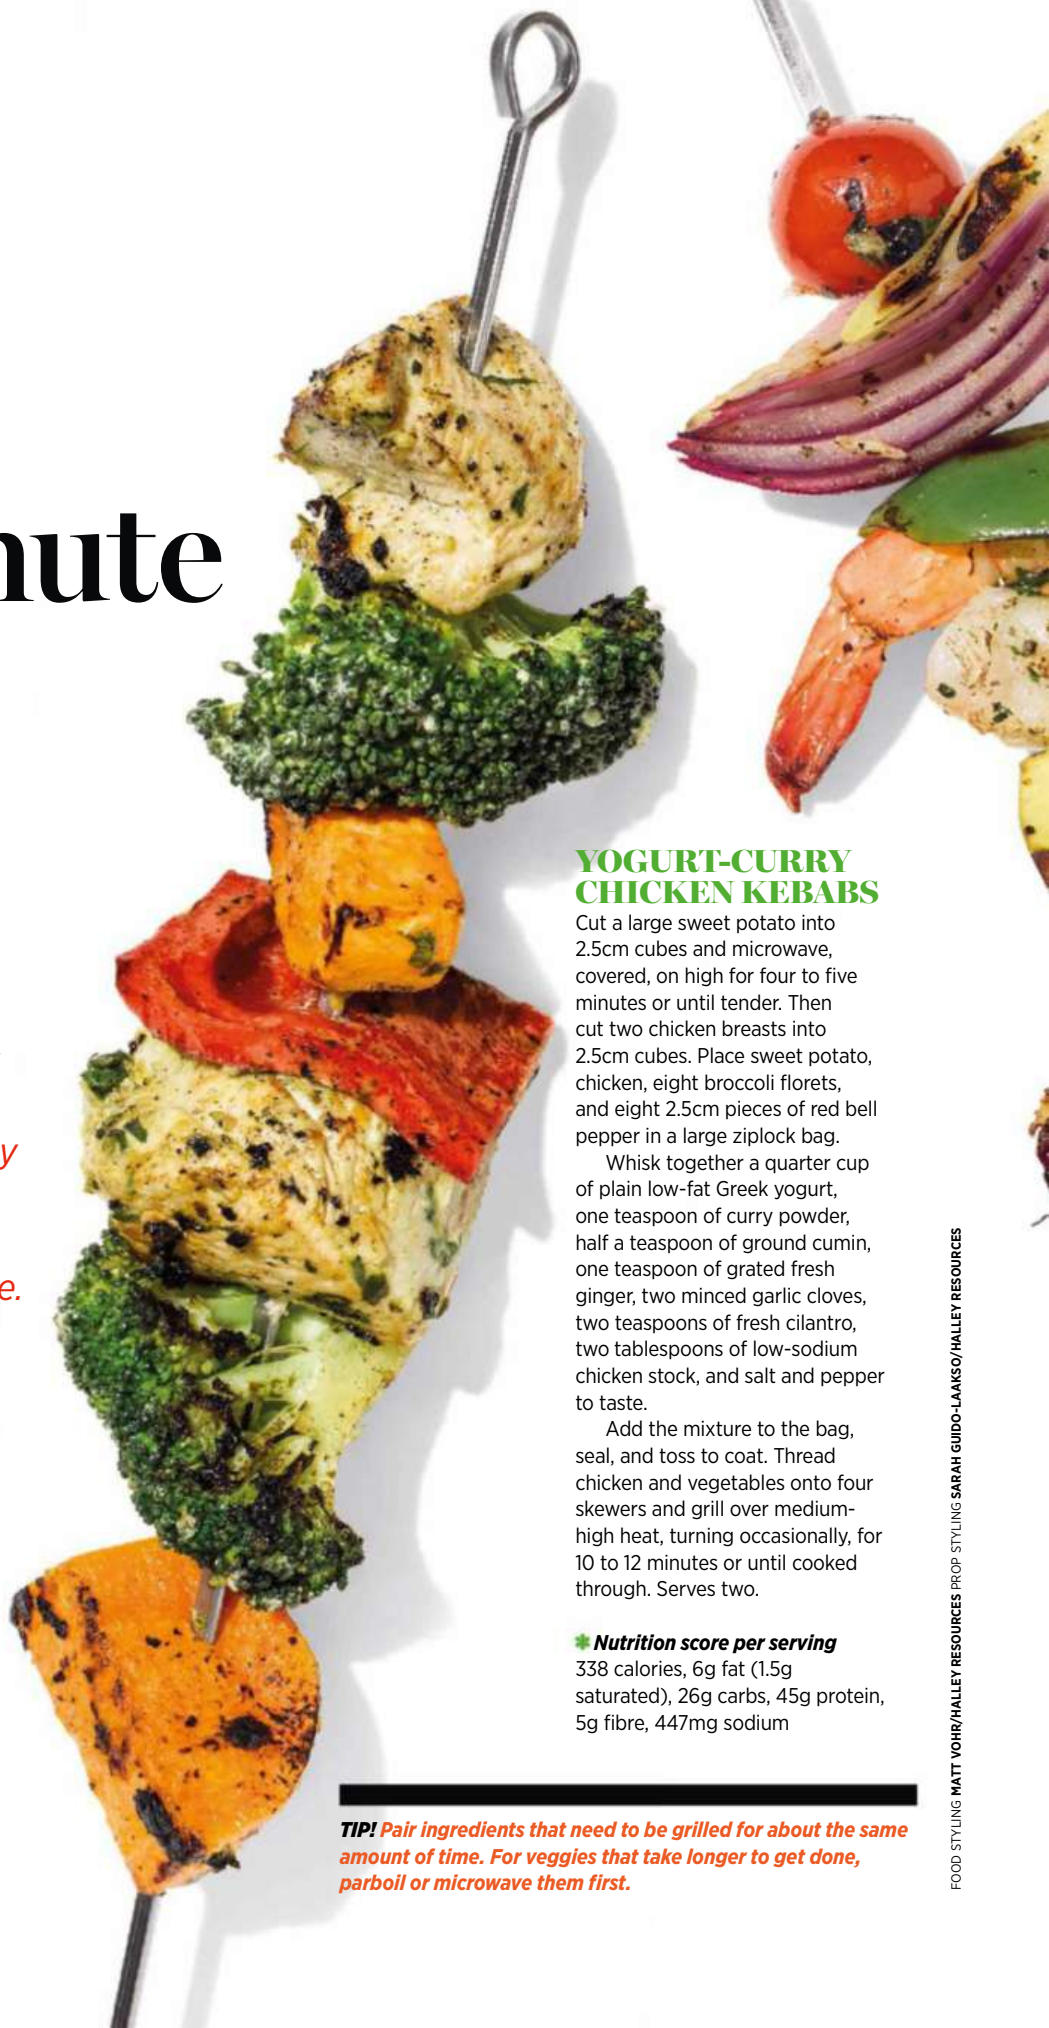 YOGURT-CURRY
CHICKEN KEBABS
Cut a large sweet potato into
2.5cm cubes and microwave,
covered, on high for four to five
minutes or until tender. Then
cut two chicken breasts into
2.5cm cubes. Place sweet potato,
chicken, eight broccoli florets,
and eight 2.5cm pieces of red bell
pepper in a large ziplock bag.
Whisk together a quarter cup
of plain low-fat Greek yogurt,
one teaspoon of curry powder,
half a teaspoon of ground cumin,
one teaspoon of grated fresh
ginger, two minced garlic cloves,
two teaspoons of fresh cilantro,
two tablespoons of low-sodium
chicken stock, and salt and pepper
to taste.
Add the mixture to the bag,
seal, and toss to coat. Thread
chicken and vegetables onto four
skewers and grill over medium-
high heat, turning occasionally, for
10 to 12 minutes or until cooked
through. Serves two.
✱ Nutrition score per serving
338 calories, 6g fat (1.5g
saturated), 26g carbs, 45g protein,
5g fibre, 447mg sodium
TIP! Pair ingredients that need to be grilled for about the same
amount of time. For veggies that take longer to get done,
parboil or microwave them first.
FOOD STYLING MATT VOHR/HALLEY RESOURCES PROP STYLING SARAH GUIDO-LAAKSO/HALLEY RESOURCES